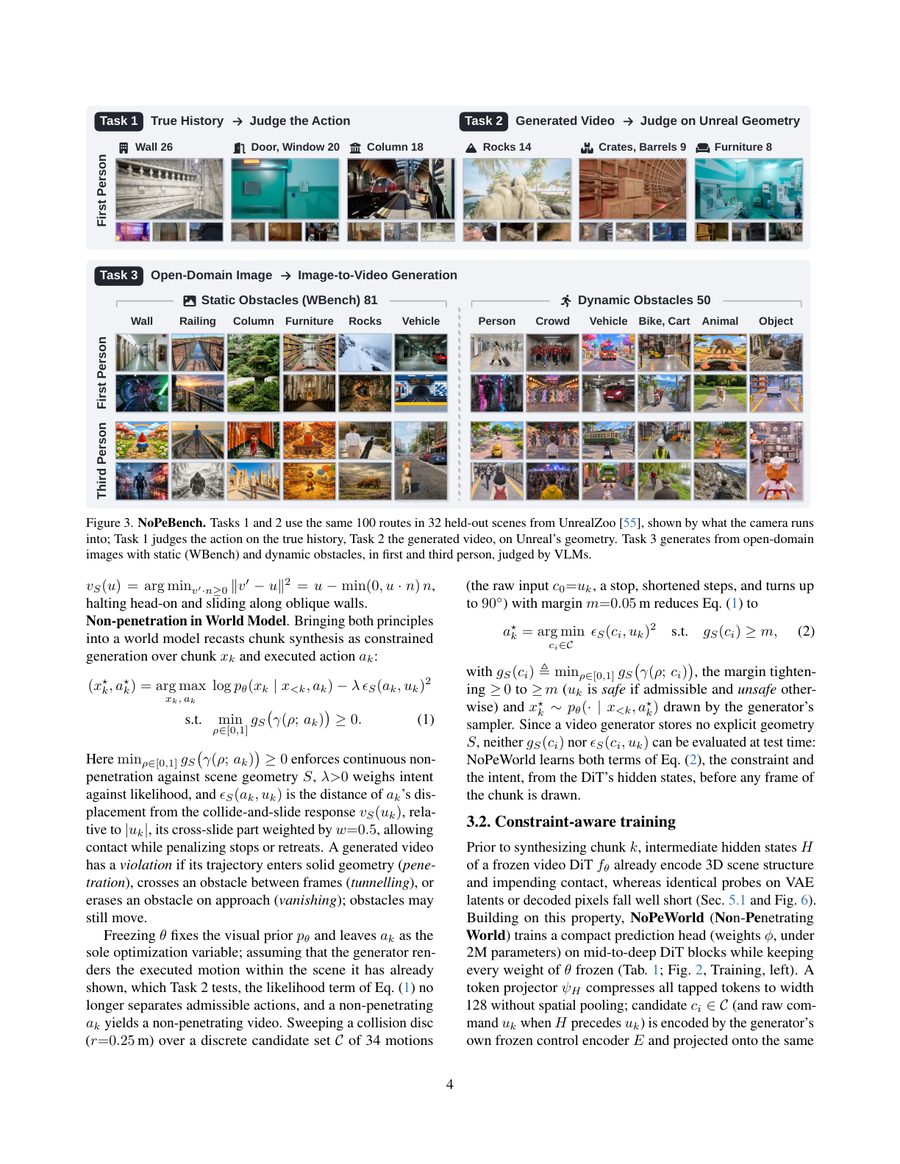 Task 1 True History → Judge the Action
Task 2 Generated Video → Judge on Unreal Geometry
Wall 26
Door, Window 20
Column 18
Rocks 14
Crates, Barrels 9
Furniture 8
First Person
Task 3 Open-Domain Image → Image-to-Video Generation
Static Obstacles (WBench) 81
Dynamic Obstacles 50
Wall Railing Column Furniture Rocks Vehicle
Person Crowd Vehicle Bike, Cart Animal Object
First Person
Third Person
Figure 3. NoPeBench. Tasks 1 and 2 use the same 100 routes in 32 held-out scenes from UnrealZoo [55], shown by what the camera runs
into; Task 1 judges the action on the true history, Task 2 the generated video, on Unreal's geometry. Task 3 generates from open-domain
images with static (WBench) and dynamic obstacles, in first and third person, judged by VLMs.
v_S(u) = arg min_{v′·n≥0} ‖v′ − u‖² = u − min(0, u · n) n,
halting head-on and sliding along oblique walls.
Non-penetration in World Model. Bringing both principles
into a world model recasts chunk synthesis as constrained
generation over chunk x_k and executed action a_k:
(x_k^⋆, a_k^⋆) = arg max_{x_k, a_k} log p_θ(x_k | x_{<k}, a_k) − λ ϵ_S(a_k, u_k)²
s.t. min_{ρ∈[0,1]} g_S(γ(ρ; a_k)) ≥ 0. (1)
Here min_{ρ∈[0,1]} g_S(γ(ρ; a_k)) ≥ 0 enforces continuous non-
penetration against scene geometry S, λ>0 weighs intent
against likelihood, and ϵ_S(a_k, u_k) is the distance of a_k's dis-
placement from the collide-and-slide response v_S(u_k), rela-
tive to |u_k|, its cross-slide part weighted by w=0.5, allowing
contact while penalizing stops or retreats. A generated video
has a violation if its trajectory enters solid geometry (pene-
tration), crosses an obstacle between frames (tunnelling), or
erases an obstacle on approach (vanishing); obstacles may
still move.
Freezing θ fixes the visual prior p_θ and leaves a_k as the
sole optimization variable; assuming that the generator ren-
ders the executed motion within the scene it has already
shown, which Task 2 tests, the likelihood term of Eq. (1) no
longer separates admissible actions, and a non-penetrating
a_k yields a non-penetrating video. Sweeping a collision disc
(r=0.25 m) over a discrete candidate set C of 34 motions
(the raw input c_0=u_k, a stop, shortened steps, and turns up
to 90°) with margin m=0.05 m reduces Eq. (1) to
a_k^⋆ = arg min_{c_i∈C} ϵ_S(c_i, u_k)² s.t. g_S(c_i) ≥ m, (2)
with g_S(c_i) ≜ min_{ρ∈[0,1]} g_S(γ(ρ; c_i)), the margin tighten-
ing ≥ 0 to ≥ m (u_k is safe if admissible and unsafe other-
wise) and x_k^⋆ ∼ p_θ(· | x_{<k}, a_k^⋆) drawn by the generator's
sampler. Since a video generator stores no explicit geometry
S, neither g_S(c_i) nor ϵ_S(c_i, u_k) can be evaluated at test time:
NoPeWorld learns both terms of Eq. (2), the constraint and
the intent, from the DiT's hidden states, before any frame of
the chunk is drawn.
3.2. Constraint-aware training
Prior to synthesizing chunk k, intermediate hidden states H
of a frozen video DiT f_θ already encode 3D scene structure
and impending contact, whereas identical probes on VAE
latents or decoded pixels fall well short (Sec. 5.1 and Fig. 6).
Building on this property, NoPeWorld (Non-Penetrating
World) trains a compact prediction head (weights ϕ, under
2M parameters) on mid-to-deep DiT blocks while keeping
every weight of θ frozen (Tab. 1; Fig. 2, Training, left). A
token projector ψ_H compresses all tapped tokens to width
128 without spatial pooling; candidate c_i ∈ C (and raw com-
mand u_k when H precedes u_k) is encoded by the generator's
own frozen control encoder E and projected onto the same
4